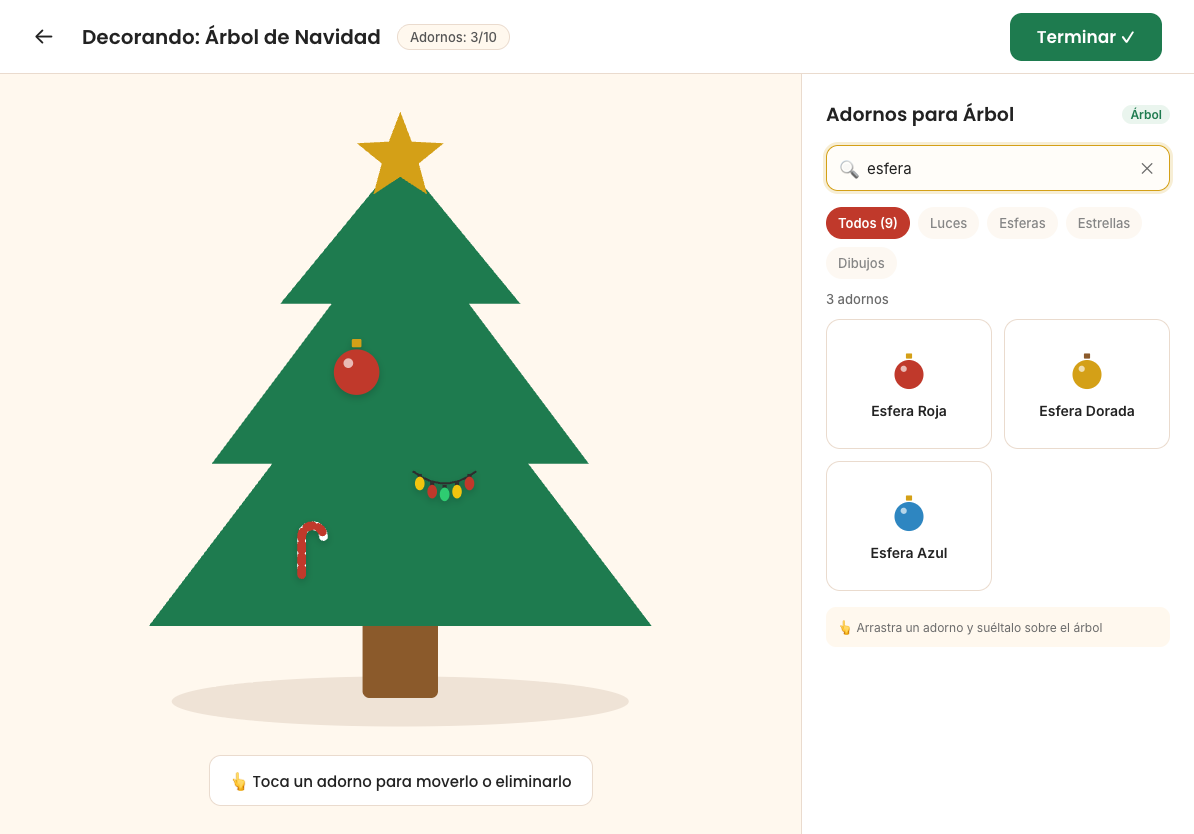 Decorando: Árbol de Navidad
Adornos: 3/10
Terminar ✓
Adornos para Árbol
Árbol
esfera
Todos (9)
Luces
Esferas
Estrellas
Dibujos
3 adornos
Esfera Roja
Esfera Dorada
Esfera Azul
👆 Arrastra un adorno y suéltalo sobre el árbol
👆 Toca un adorno para moverlo o eliminarlo